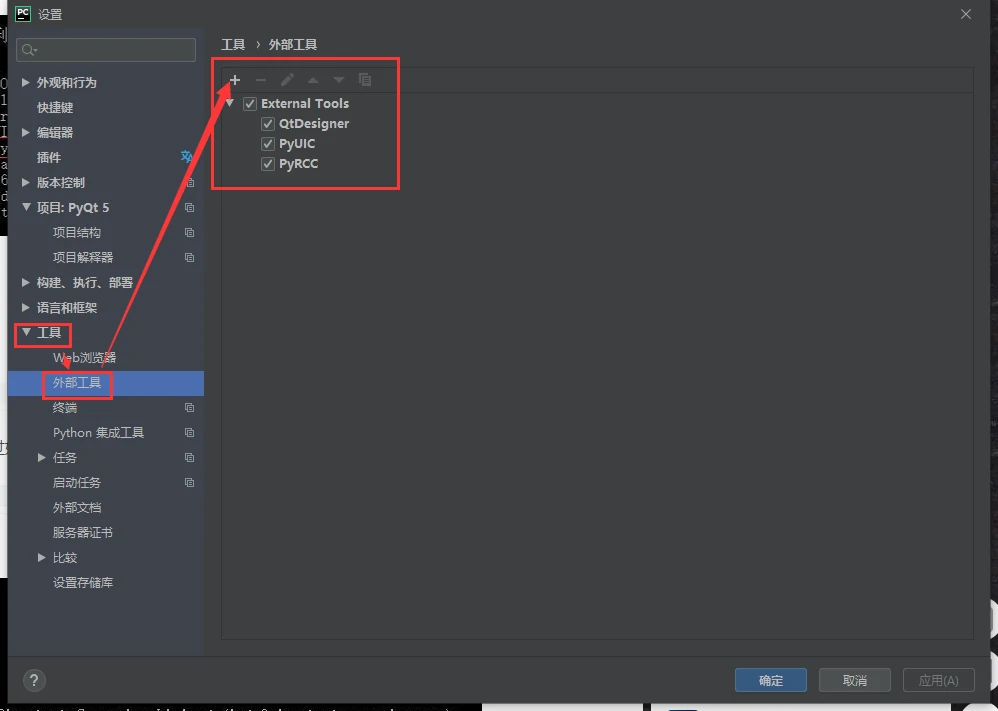 PC
设置
工具 › 外部工具
External Tools
QtDesigner
PyUIC
PyRCC
外观和行为
快捷键
编辑器
插件
版本控制
项目: PyQt 5
项目结构
项目解释器
构建、执行、部署
语言和框架
工具
Web浏览器
外部工具
终端
Python 集成工具
任务
启动任务
外部文档
服务器证书
比较
设置存储库
?
确定
取消
应用(A)